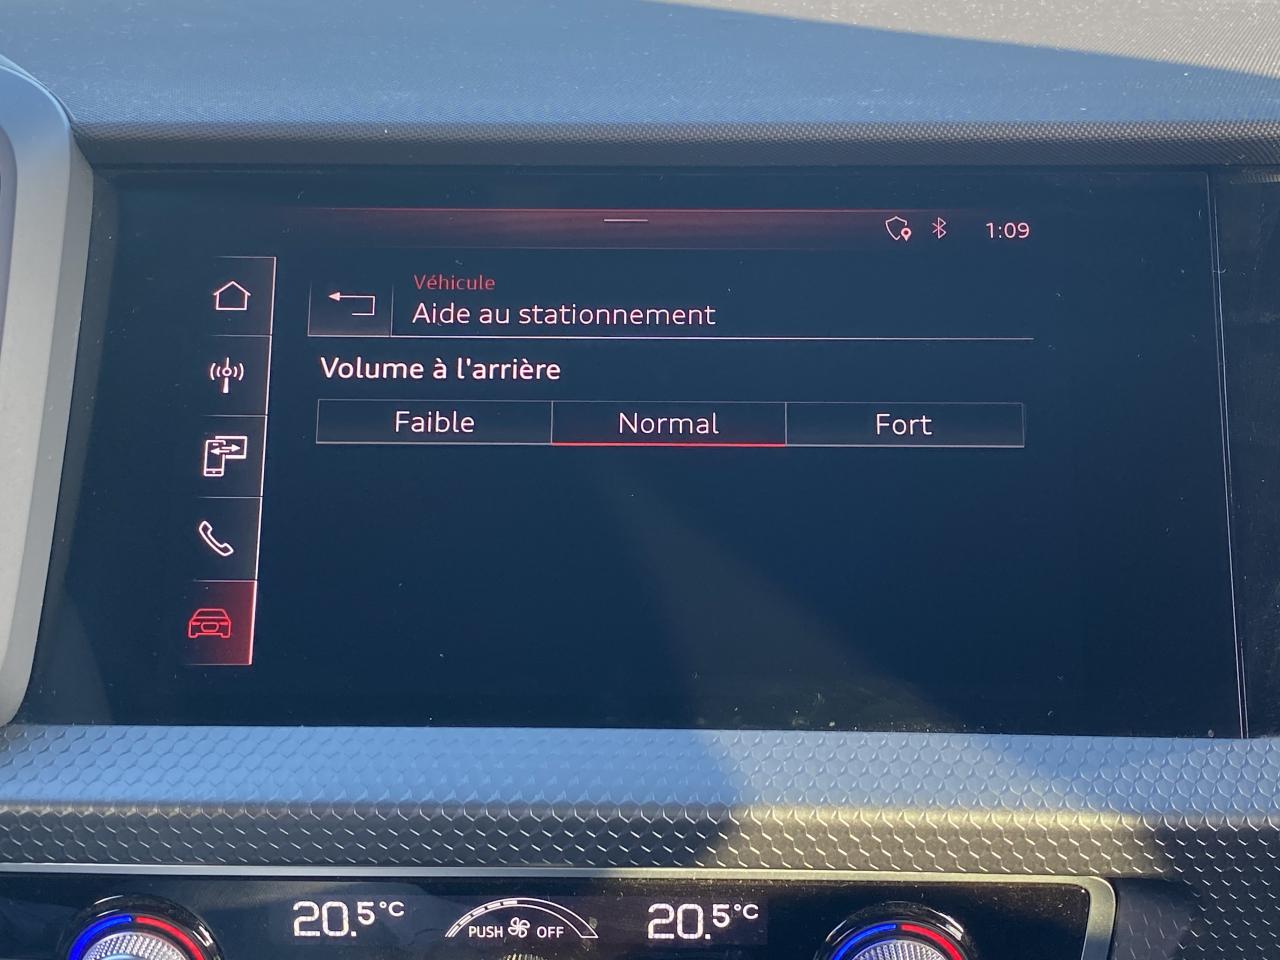 1:09
Véhicule
Aide au stationnement
Volume à l'arrière
Faible Normal Fort
20.5°C PUSH OFF 20.5°C